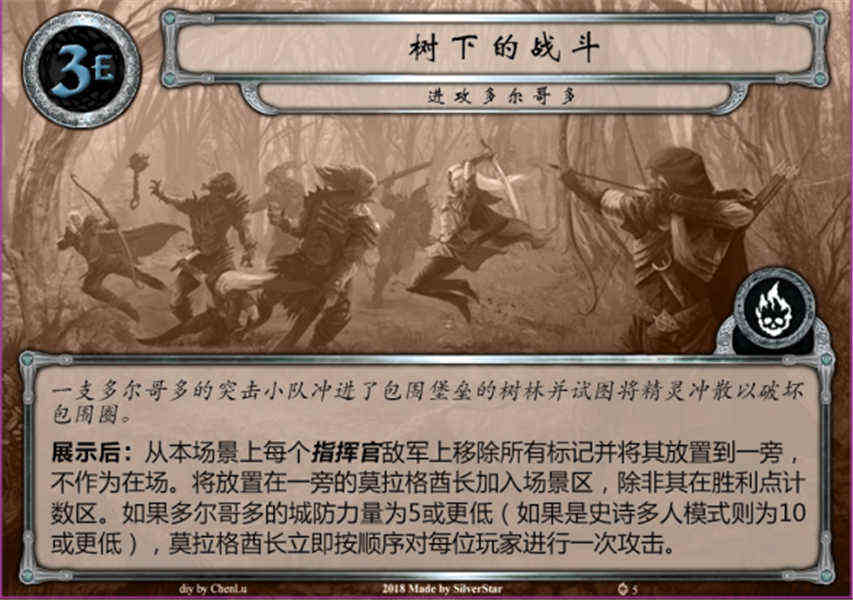 3E
树下的战斗
进攻多尔哥多
一支多尔哥多的突击小队冲进了包围堡垒的树林并试图将精灵冲散以破坏
包围圈。
展示后：从本场景上每个指挥官敌军上移除所有标记并将其放置到一旁，
不作为在场。将放置在一旁的莫拉格酋长加入场景区，除非其在胜利点计
数区。如果多尔哥多的城防力量为5或更低（如果是史诗多人模式则为10
或更低），莫拉格酋长立即按顺序对每位玩家进行一次攻击。
diy by ChenLu 2018 Made by SilverStar 5